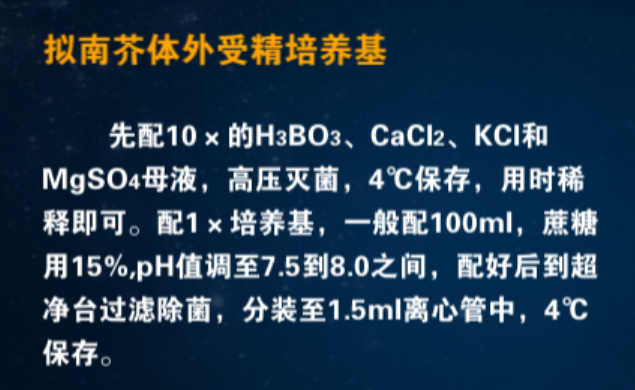 拟南芥体外受精培养基
先配10×的H3BO3、CaCl2、KCl和
MgSO4母液，高压灭菌，4℃保存，用时稀
释即可。配1×培养基，一般配100ml，蔗糖
用15%,pH值调至7.5到8.0之间，配好后到超
净台过滤除菌，分装至1.5ml离心管中，4℃
保存。